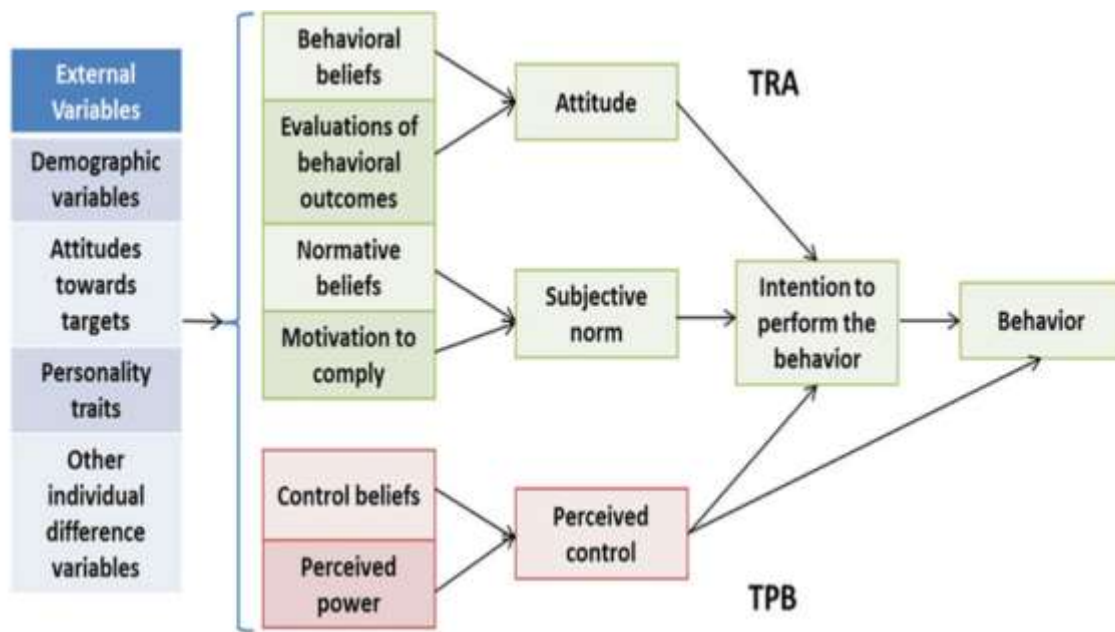 External
Variables
Demographic
variables
Attitudes
towards
targets
Personality
traits
Other
individual
difference
variables
Behavioral
beliefs
Evaluations of
behavioral
outcomes
Normative
beliefs
Motivation to
comply
Control beliefs
Perceived
power
Attitude
Subjective
norm
Perceived
control
TRA
Intention to
perform the
behavior
Behavior
TPB